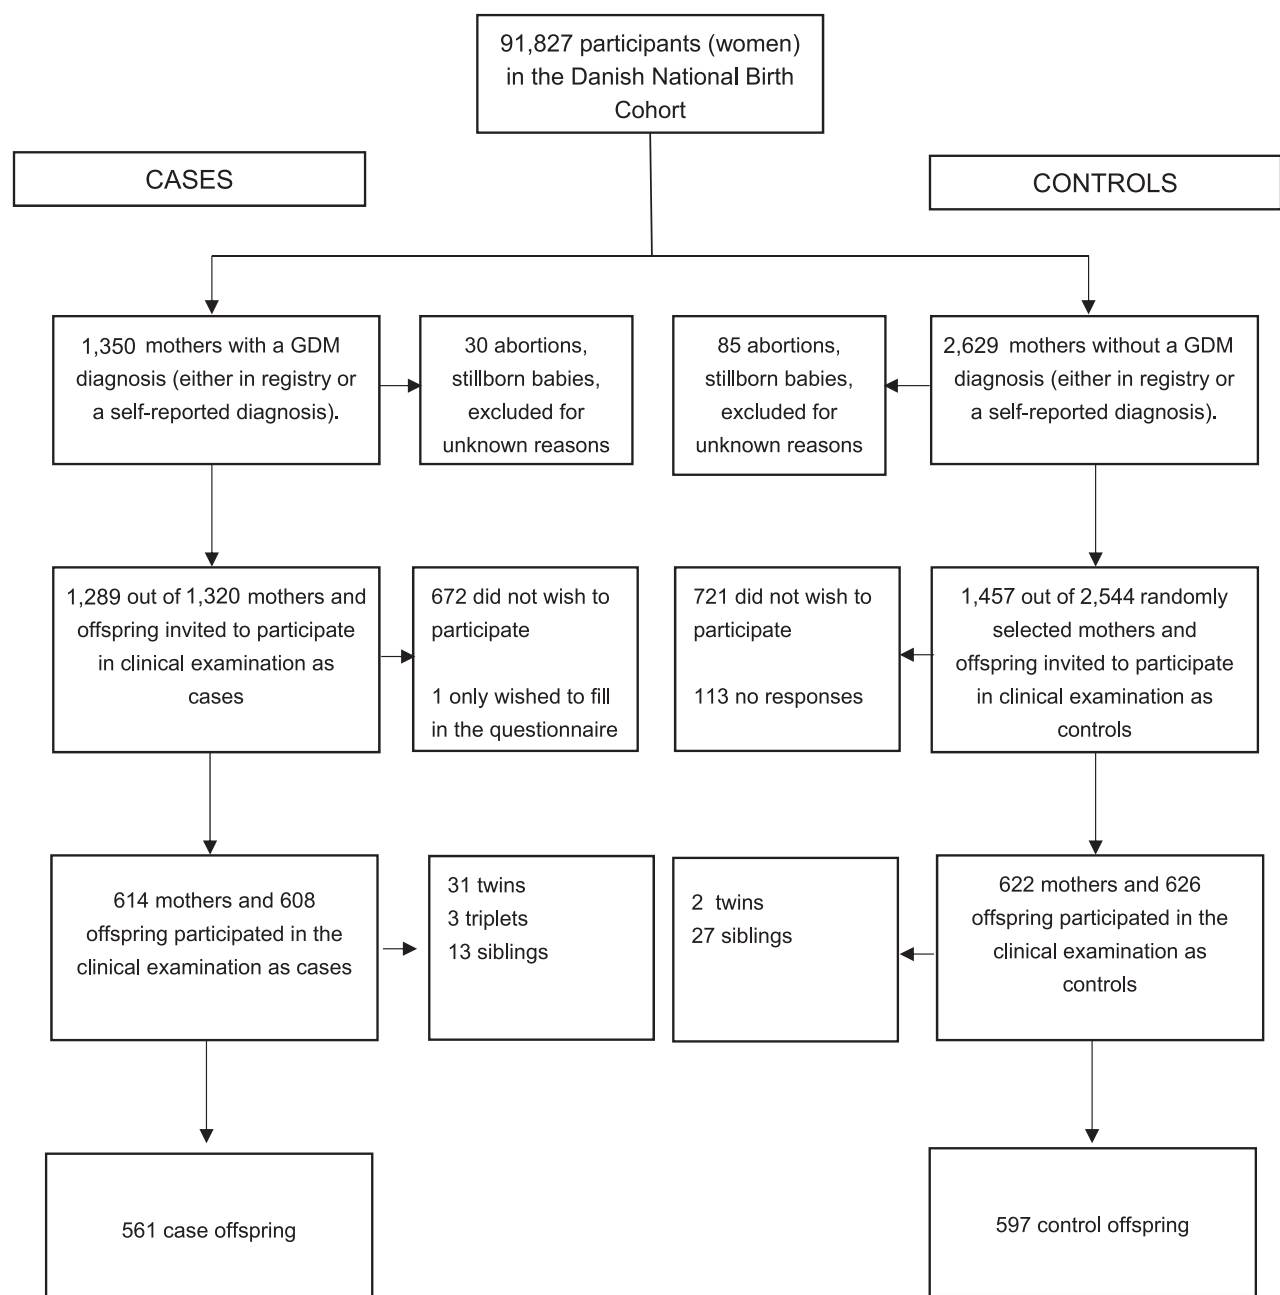 91,827 participants (women)
in the Danish National Birth
Cohort
CASES
CONTROLS
1,350 mothers with a GDM
diagnosis (either in registry or
a self-reported diagnosis).
30 abortions,
stillborn babies,
excluded for
unknown reasons
85 abortions,
stillborn babies,
excluded for
unknown reasons
2,629 mothers without a GDM
diagnosis (either in registry or
a self-reported diagnosis).
1,289 out of 1,320 mothers and
offspring invited to participate
in clinical examination as
cases
672 did not wish to
participate
1 only wished to fill
in the questionnaire
721 did not wish to
participate
113 no responses
1,457 out of 2,544 randomly
selected mothers and
offspring invited to participate
in clinical examination as
controls
614 mothers and 608
offspring participated in the
clinical examination as cases
31 twins
3 triplets
13 siblings
2 twins
27 siblings
622 mothers and 626
offspring participated in the
clinical examination as
controls
561 case offspring
597 control offspring